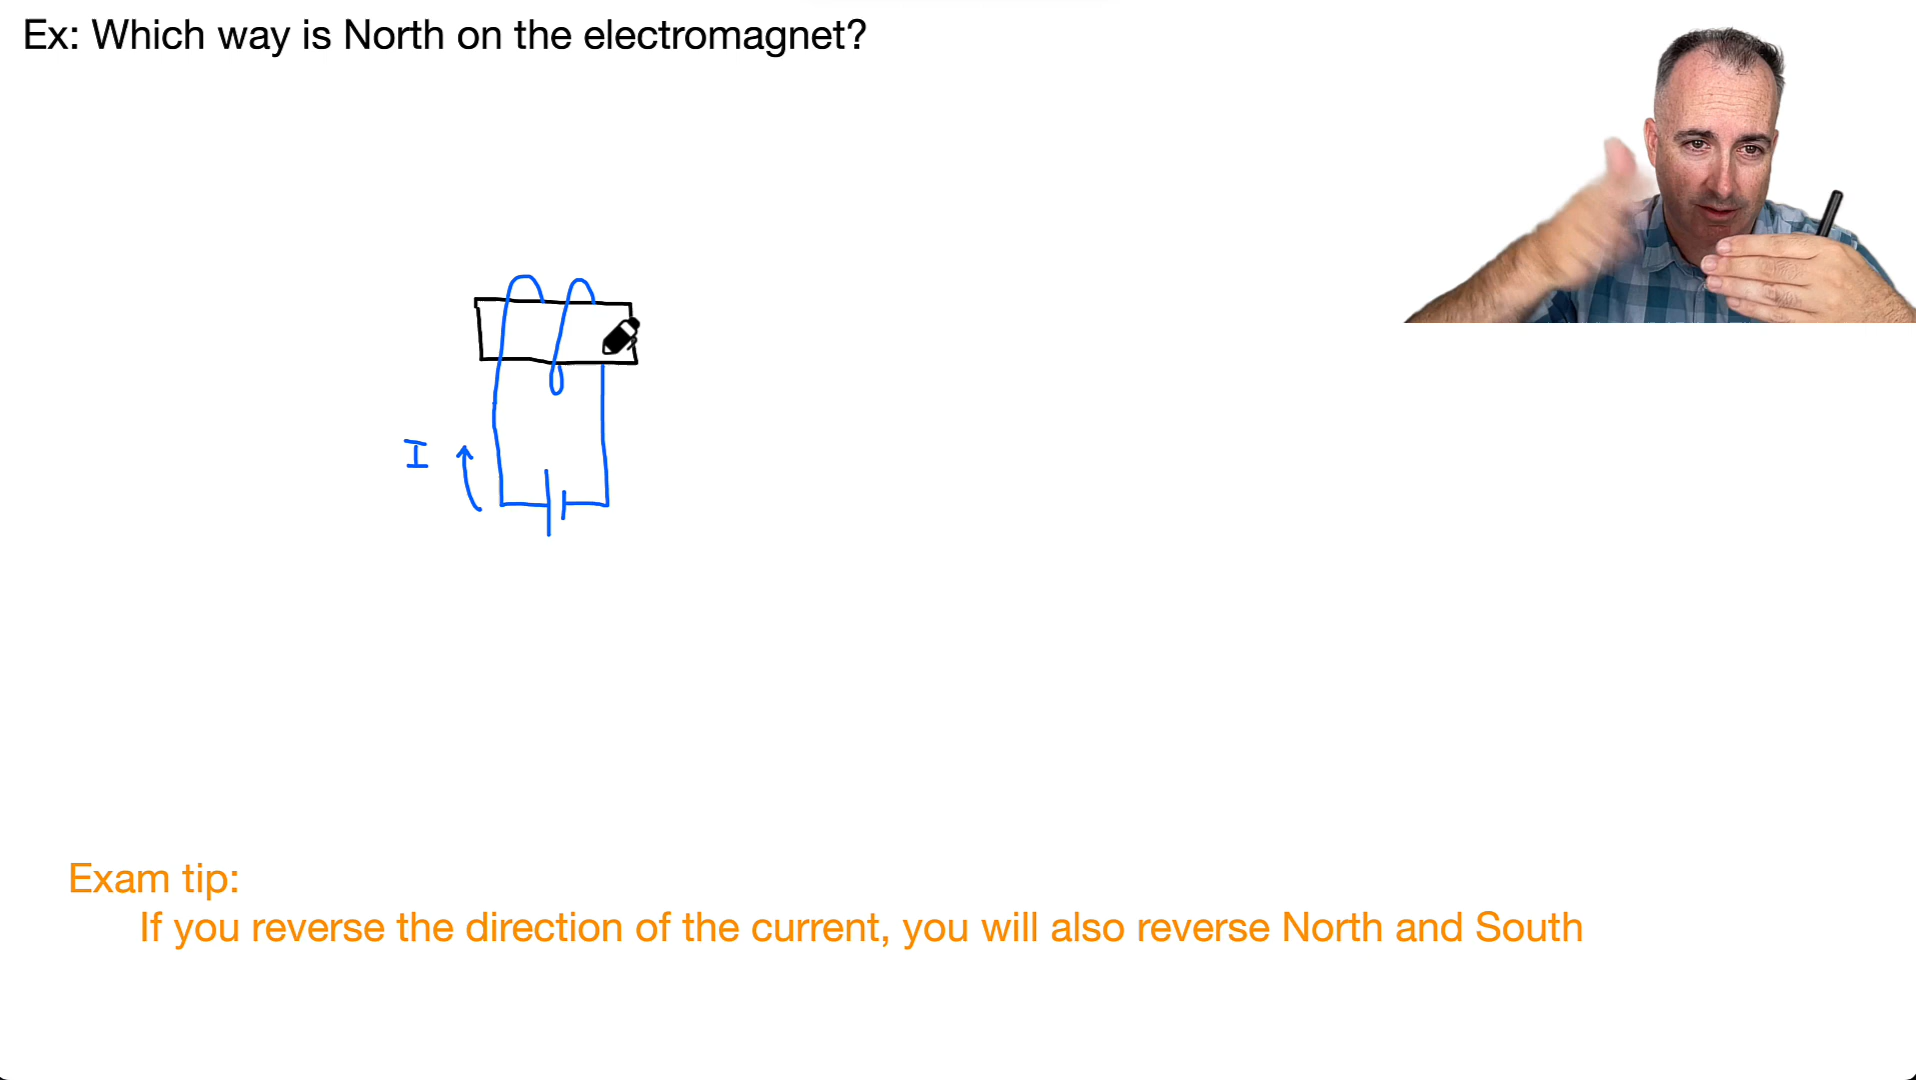 Ex: Which way is North on the electromagnet?
I
Exam tip:
If you reverse the direction of the current, you will also reverse North and South